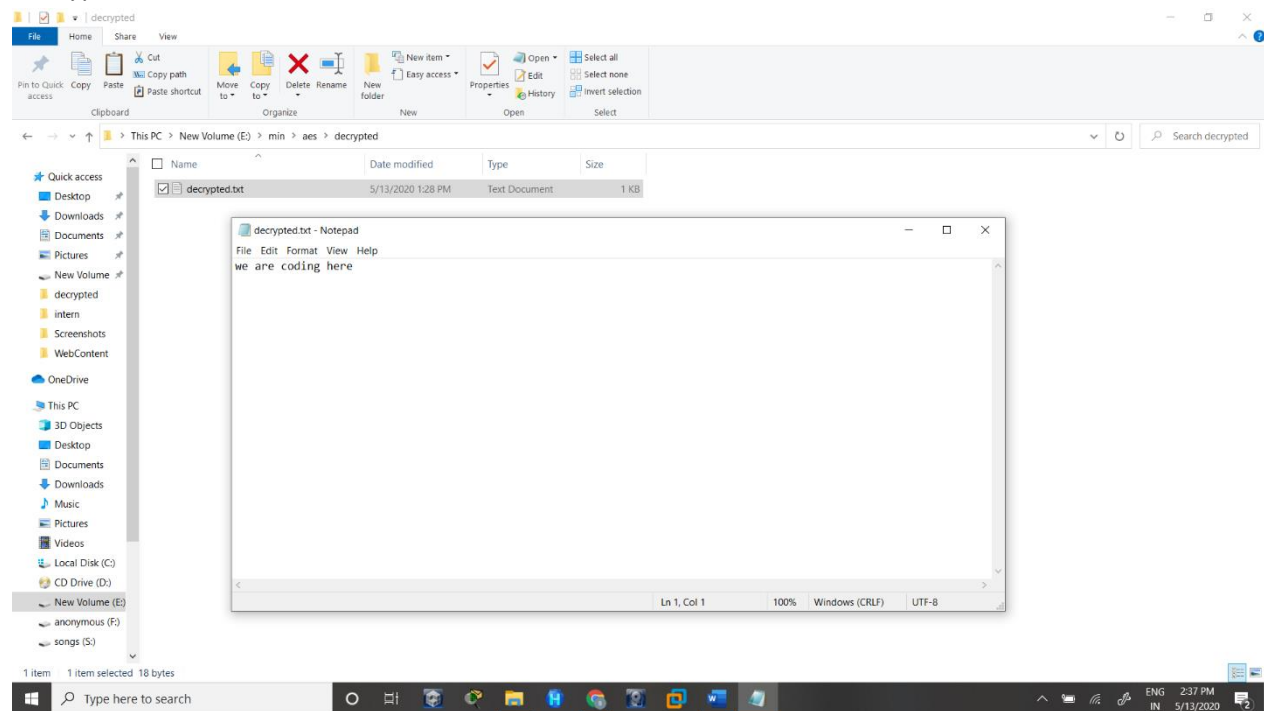 decrypted
File Home Share View
Pin to Quick access
Copy
Paste
Cut
Copy path
Paste shortcut
Clipboard
Move to
Copy to
Delete
Rename
Organize
New folder
New item
Easy access
New
Properties
Open
Edit
History
Open
Select all
Select none
Invert selection
Select
This PC > New Volume (E:) > min > aes > decrypted
Search decrypted
Name Date modified Type Size
decrypted.txt 5/13/2020 1:28 PM Text Document 1 KB
Quick access
Desktop
Downloads
Documents
Pictures
New Volume
decrypted
intern
Screenshots
WebContent
OneDrive
This PC
3D Objects
Desktop
Documents
Downloads
Music
Pictures
Videos
Local Disk (C:)
CD Drive (D:)
New Volume (E:)
anonymous (F:)
songs (S:)
decrypted.txt - Notepad
File Edit Format View Help
we are coding here
Ln 1, Col 1 100% Windows (CRLF) UTF-8
1 item 1 item selected 18 bytes
Type here to search
ENG 2:37 PM
IN 5/13/2020
2